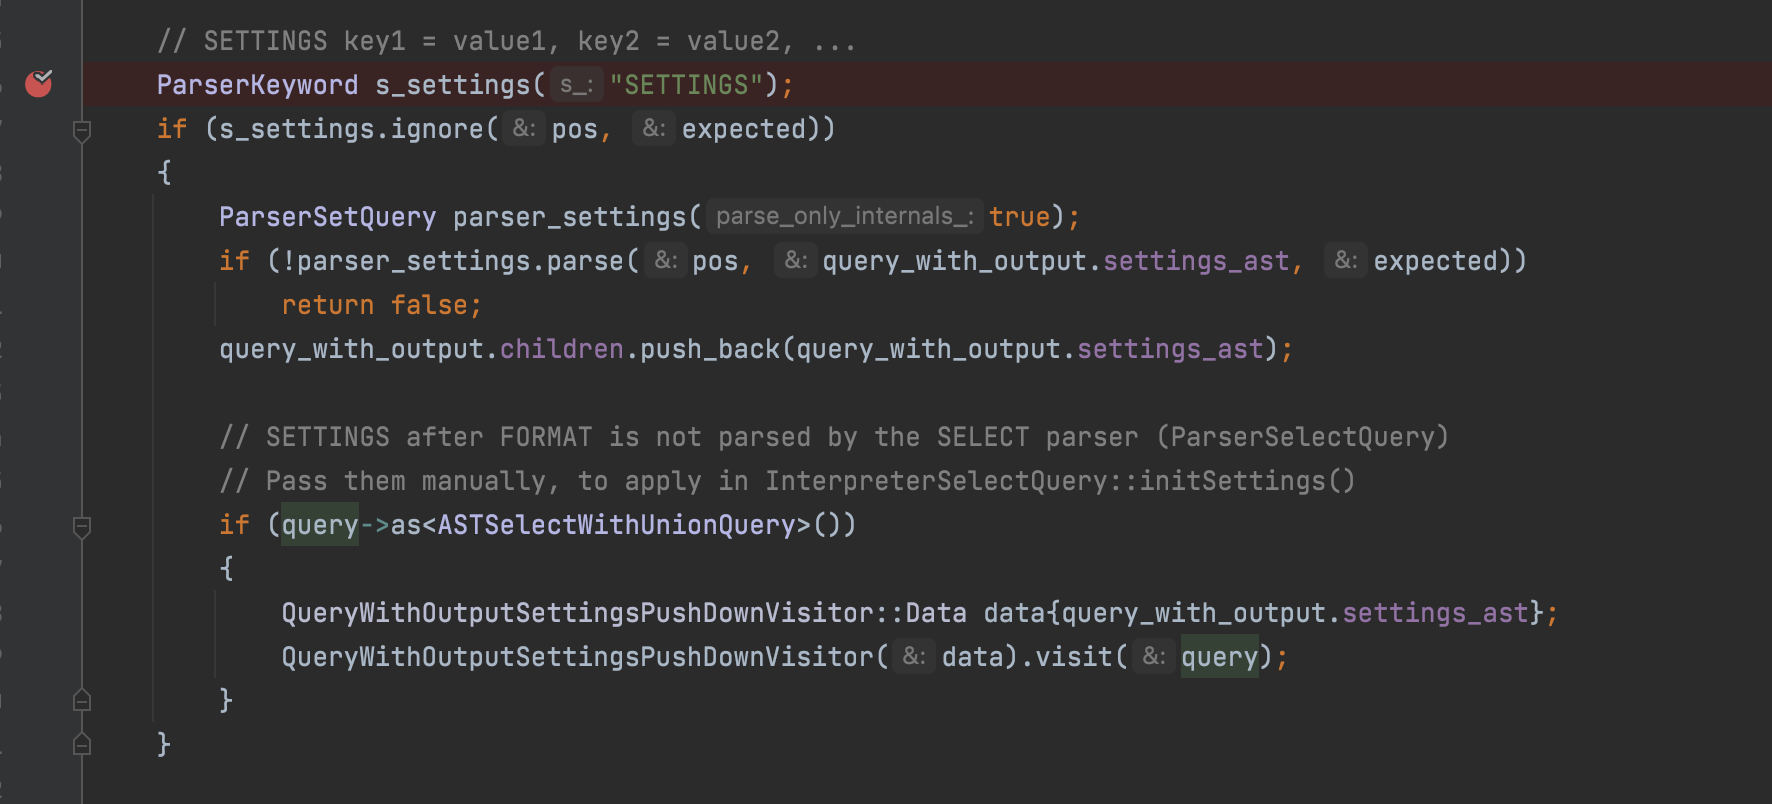 // SETTINGS key1 = value1, key2 = value2, ...
ParserKeyword s_settings( s_: "SETTINGS");
if (s_settings.ignore( &: pos, &: expected))
{
ParserSetQuery parser_settings( parse_only_internals_: true);
if (!parser_settings.parse( &: pos, &: query_with_output.settings_ast, &: expected))
return false;
query_with_output.children.push_back(query_with_output.settings_ast);
// SETTINGS after FORMAT is not parsed by the SELECT parser (ParserSelectQuery)
// Pass them manually, to apply in InterpreterSelectQuery::initSettings()
if (query->as<ASTSelectWithUnionQuery>())
{
QueryWithOutputSettingsPushDownVisitor::Data data{query_with_output.settings_ast};
QueryWithOutputSettingsPushDownVisitor( &: data).visit( &: query);
}
}